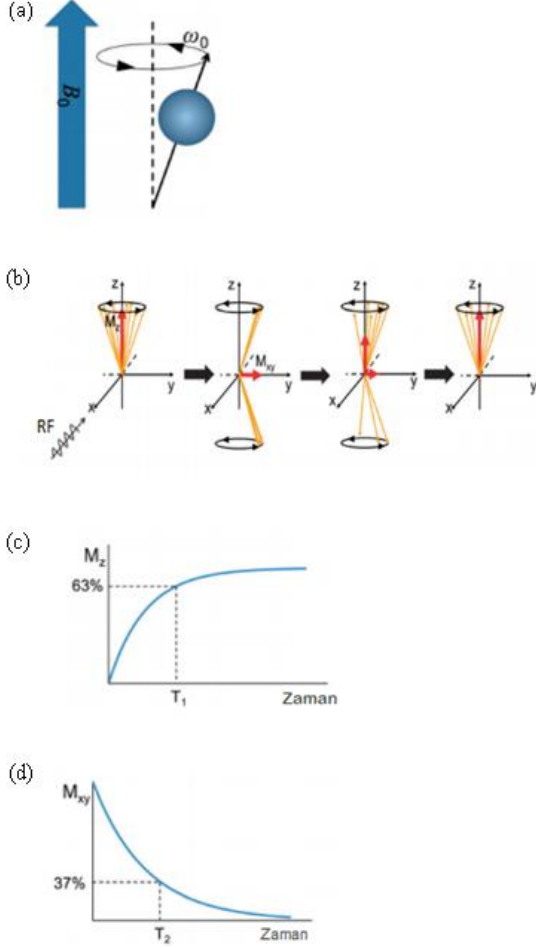 (a)
ω0
B0
(b)
z z z z
Mz
Mxy
y y y y
x x x x
RF
(c)
Mz
63%
T1 Zaman
(d)
Mxy
37%
T2 Zaman